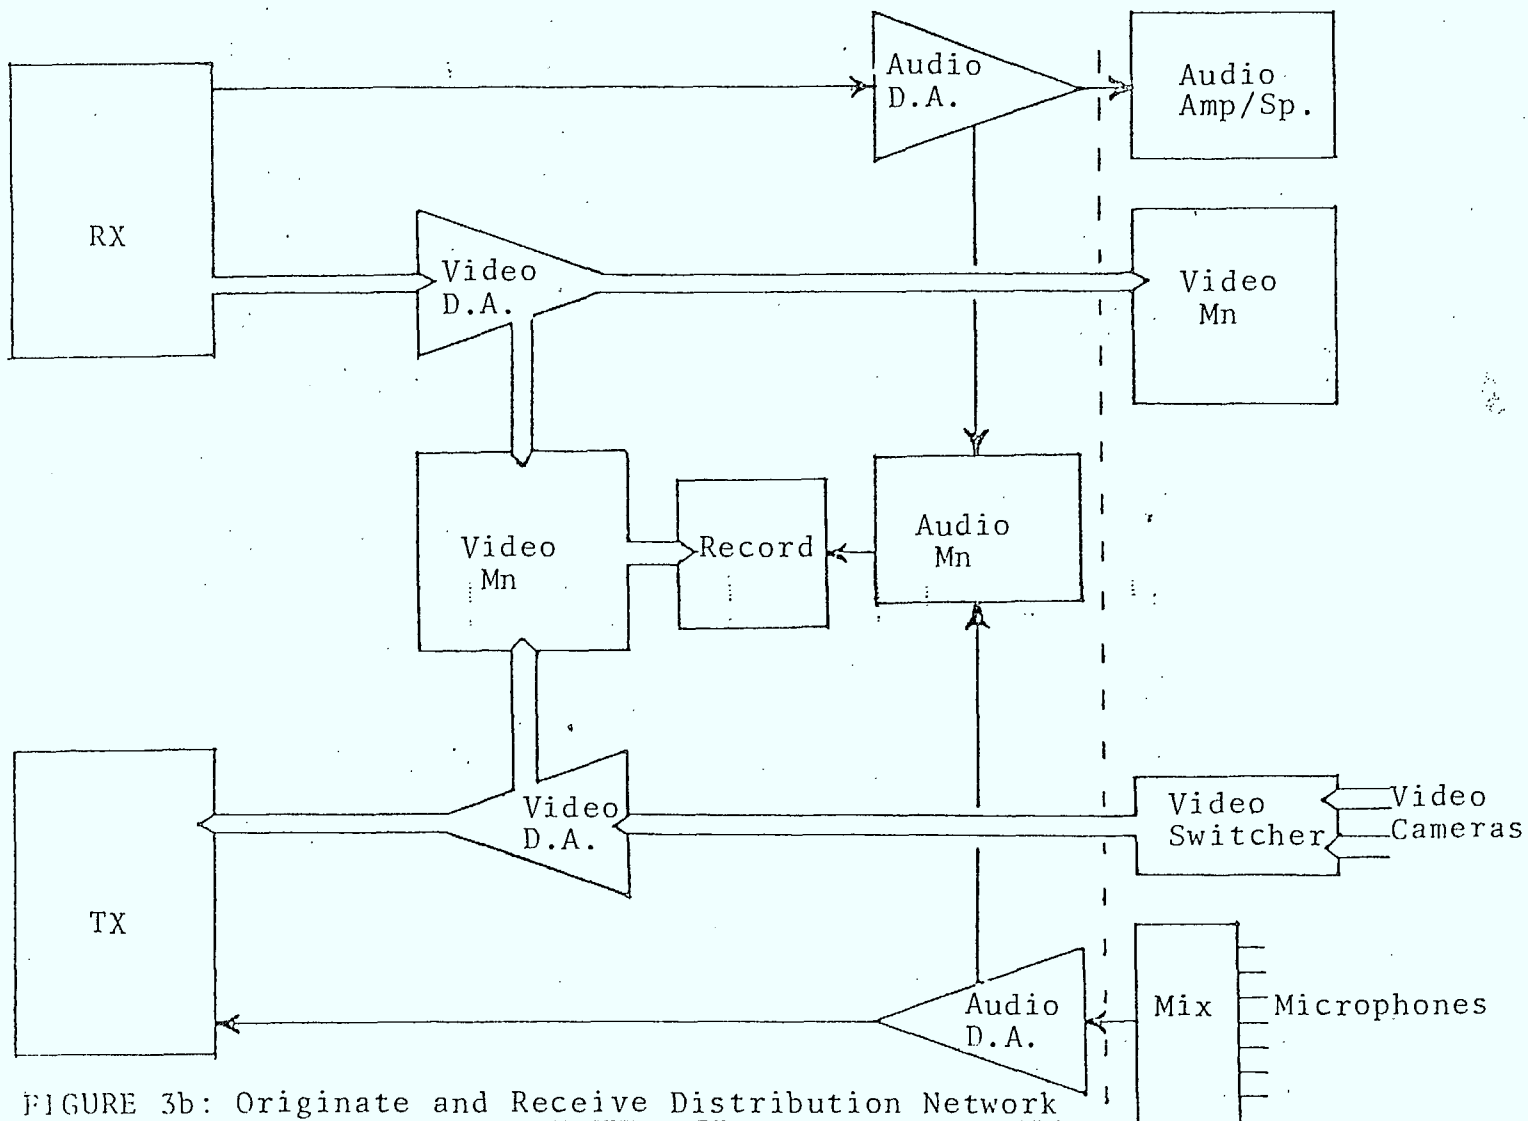 Audio
D.A.
Audio
Amp/Sp.
RX
Video
D.A.
Video
Mn
Video
Mn
Record
Audio
Mn
Video
D.A.
Video
Switcher
Video
Cameras
TX
Audio
D.A.
Mix
Microphones
FIGURE 3b: Originate and Receive Distribution Network